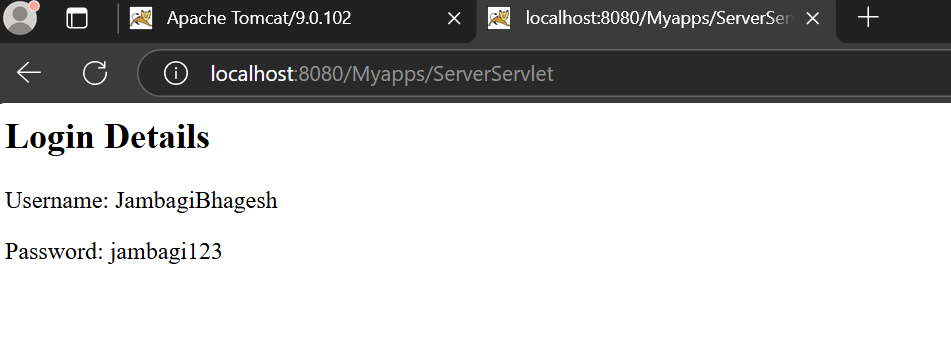 Apache Tomcat/9.0.102
localhost:8080/Myapps/ServerSer
localhost:8080/Myapps/ServerServlet
Login Details
Username: JambagiBhagesh
Password: jambagi123